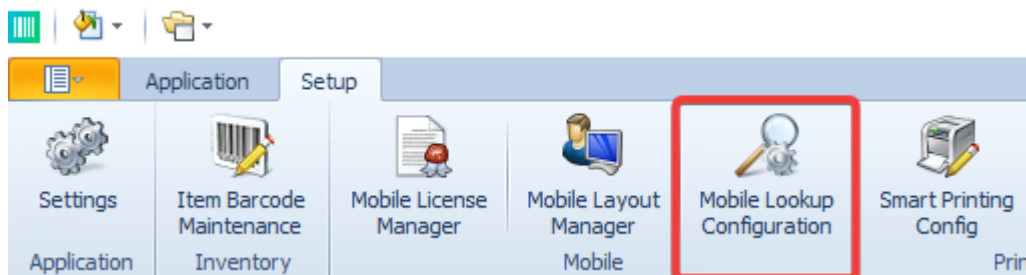 Application Setup
Settings
Item Barcode
Maintenance
Mobile License
Manager
Mobile Layout
Manager
Mobile Lookup
Configuration
Smart Printing
Config
Application
Inventory
Mobile